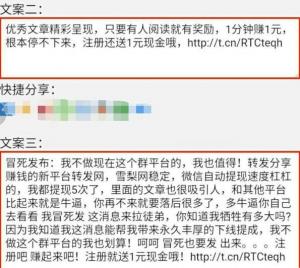 文案二：
优秀文章精彩呈现，只要有人阅读就有奖励，1分钟赚1元，
根本停不下来，注册还送1元现金哦，http://t.cn/RTCteqh
快捷分享：
文案三：
冒死发布：我不做现在这个群平台的，我也值得！转发分享
赚钱的新平台转发网，雪梨网稳定，微信自动提现速度杠杠
的，我都提现5次了，里面的文章也很吸引人，和其他平台
比起来就是牛逼，你再不来就要落后很多了，多牛逼你自己
去看看 我冒死发 这消息来拉徒弟，你知道我牺牲有多大吗？
因为我知道我这消息能帮我带来永久丰厚的下线提成，我不
做这个群平台的我也划算！呵呵 冒死也要发 出来。。。注
册吧 赚起来吧！注册就送1元现金哦！http://t.cn/RTCteqh